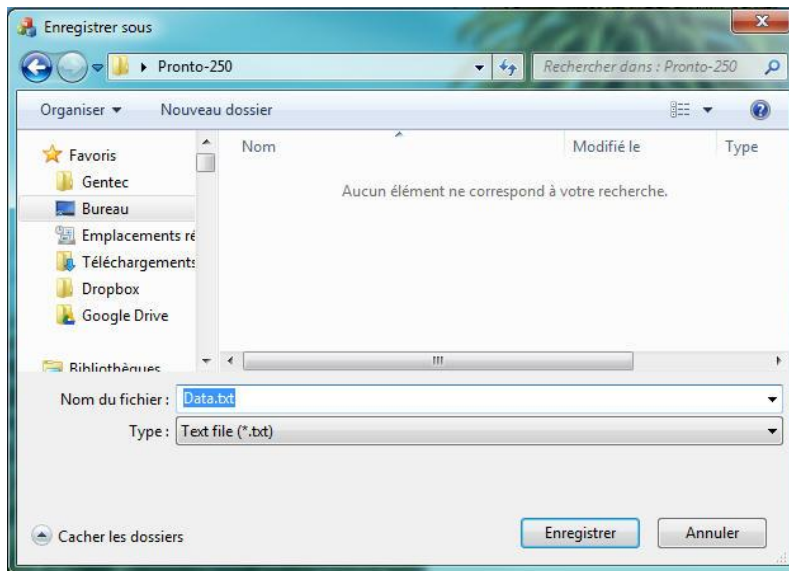 Enregistrer sous
Pronto-250
Rechercher dans : Pronto-250
Organiser
Nouveau dossier
Nom
Modifié le
Type
Favoris
Gentec
Bureau
Emplacements ré
Téléchargements
Dropbox
Google Drive
Bibliothèques
Aucun élément ne correspond à votre recherche.
Nom du fichier : Data.txt
Type : Text file (*.txt)
Cacher les dossiers
Enregistrer
Annuler